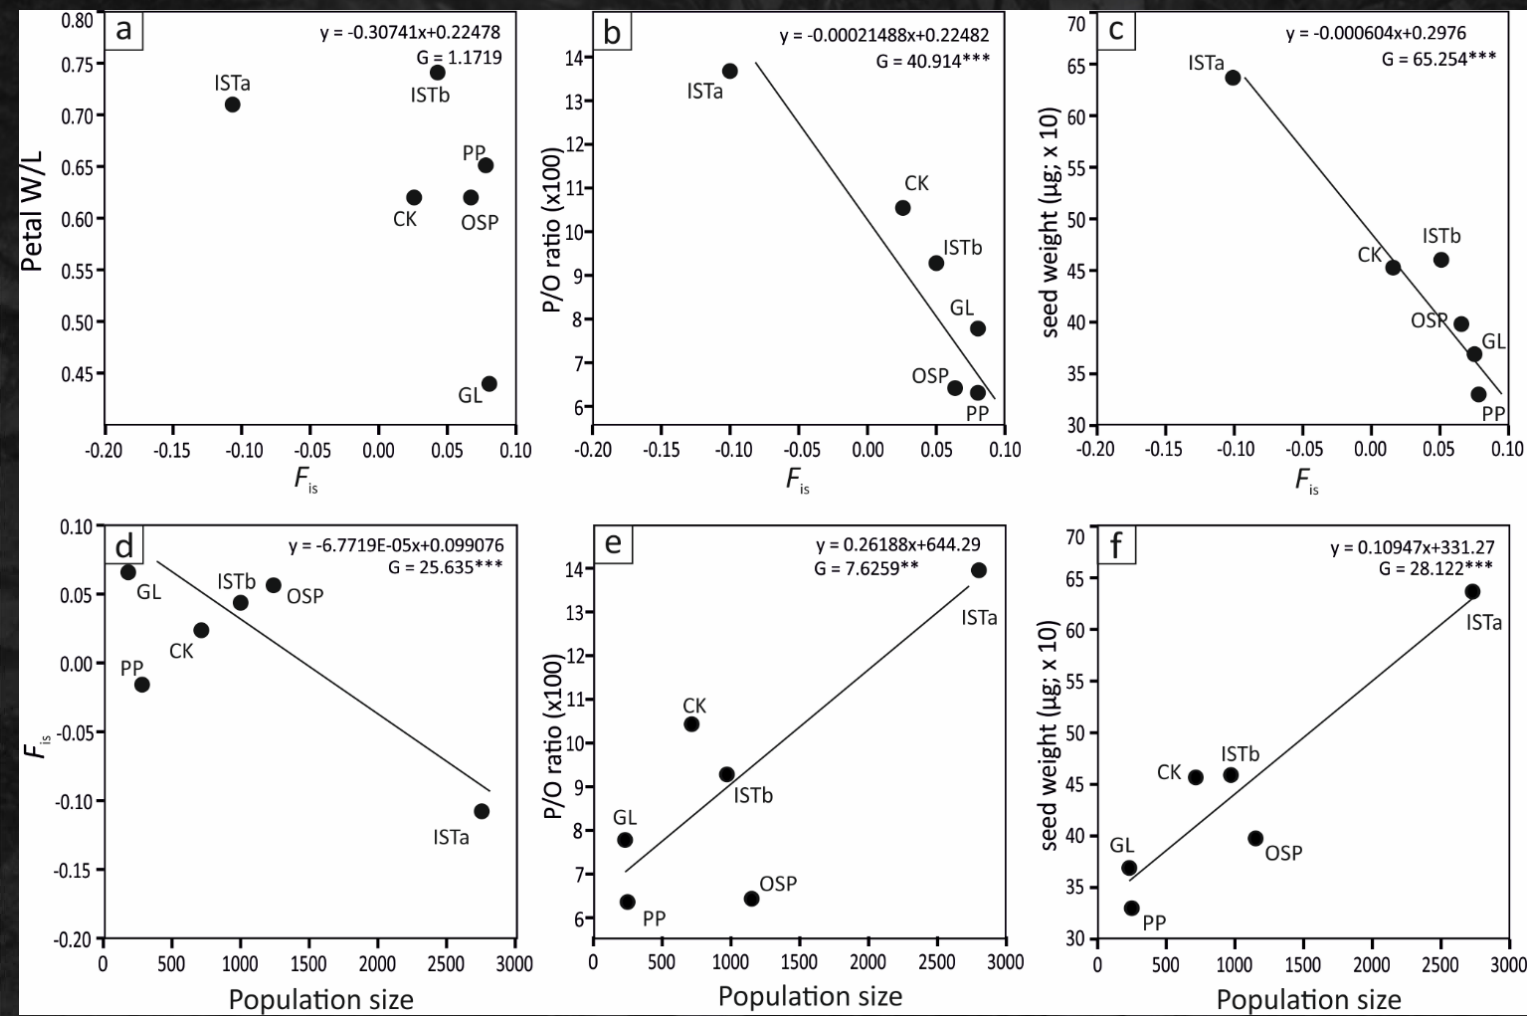 a
y = -0.30741x+0.22478
G = 1.1719
Petal W/L
0.80
0.75
0.70
0.65
0.60
0.55
0.50
0.45
ISTa
ISTb
PP
CK
OSP
GL
-0.20
-0.15
-0.10
-0.05
0.00
0.05
0.10
Fis
b
y = -0.00021488x+0.22482
G = 40.914***
P/O ratio (x100)
14
13
12
11
10
9
8
7
6
ISTa
CK
ISTb
GL
OSP
PP
-0.20
-0.15
-0.10
-0.05
0.00
0.05
0.10
Fis
c
y = -0.000604x+0.2976
G = 65.254***
seed weight (µg; x 10)
70
65
60
55
50
45
40
35
30
ISTa
ISTb
CK
OSP
GL
PP
-0.20
-0.15
-0.10
-0.05
0.00
0.05
0.10
Fis
d
y = -6.7719E-05x+0.099076
G = 25.635***
Fis
0.10
0.05
0.00
-0.05
-0.10
-0.15
-0.20
GL
ISTb
OSP
CK
PP
ISTa
0
500
1000
1500
2000
2500
3000
Population size
e
y = 0.26188x+644.29
G = 7.6259**
P/O ratio (x100)
14
13
12
11
10
9
8
7
6
ISTa
CK
ISTb
GL
OSP
PP
0
500
1000
1500
2000
2500
3000
Population size
f
y = 0.10947x+331.27
G = 28.122***
seed weight (µg; x 10)
70
65
60
55
50
45
40
35
30
ISTa
ISTb
CK
GL
OSP
PP
0
500
1000
1500
2000
2500
3000
Population size